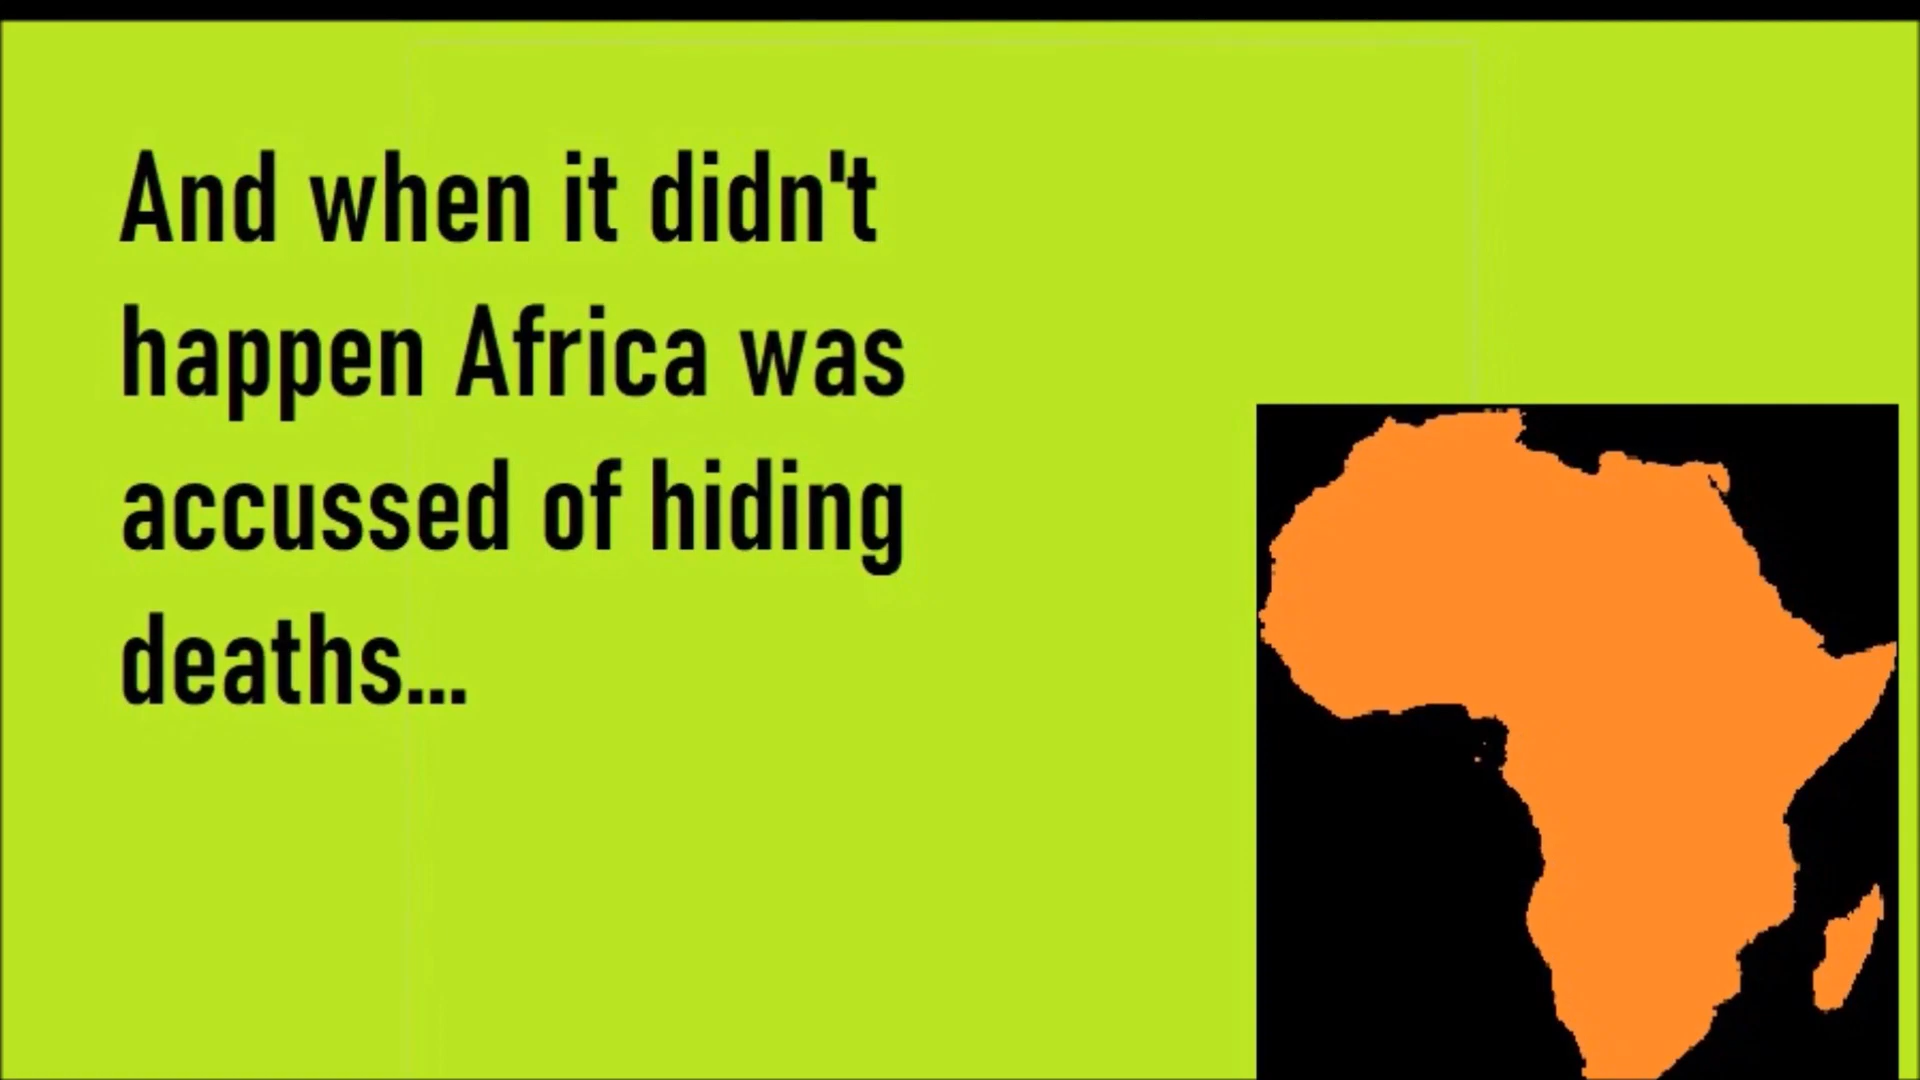 And when it didn't
happen Africa was
accussed of hiding
deaths...